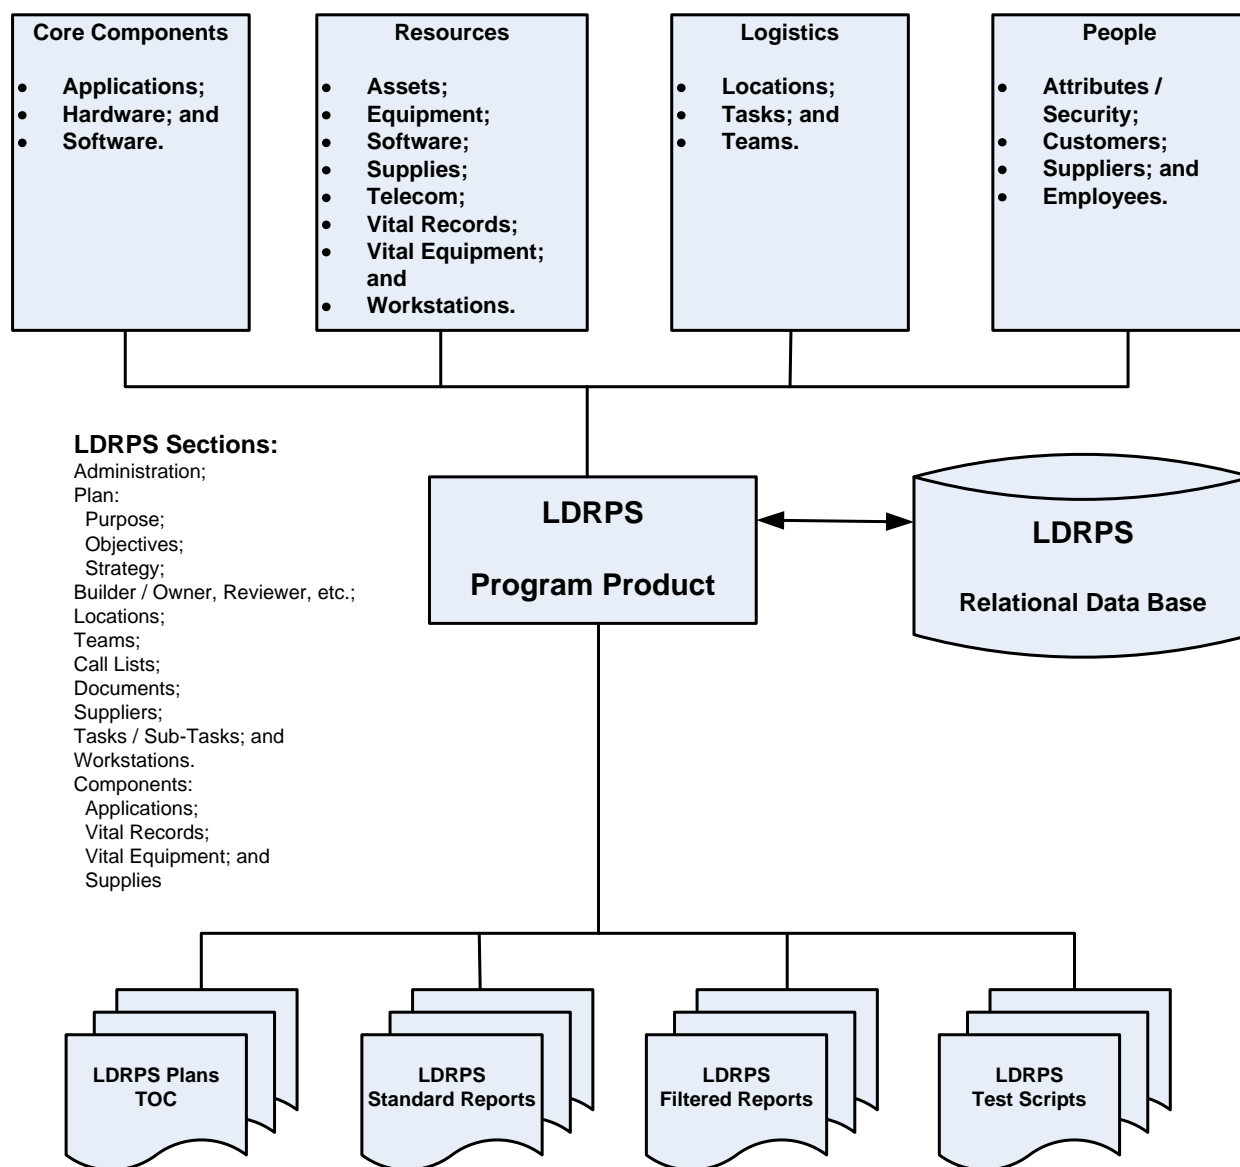 Core Components
• Applications;
• Hardware; and
• Software.
Resources
• Assets;
• Equipment;
• Software;
• Supplies;
• Telecom;
• Vital Records;
• Vital Equipment;
and
• Workstations.
Logistics
• Locations;
• Tasks; and
• Teams.
People
• Attributes /
Security;
• Customers;
• Suppliers; and
• Employees.
LDRPS Sections:
Administration;
Plan:
Purpose;
Objectives;
Strategy;
Builder / Owner, Reviewer, etc.;
Locations;
Teams;
Call Lists;
Documents;
Suppliers;
Tasks / Sub-Tasks; and
Workstations.
Components:
Applications;
Vital Records;
Vital Equipment; and
Supplies
LDRPS
Program Product
LDRPS
Relational Data Base
LDRPS Plans
TOC
LDRPS
Standard Reports
LDRPS
Filtered Reports
LDRPS
Test Scripts